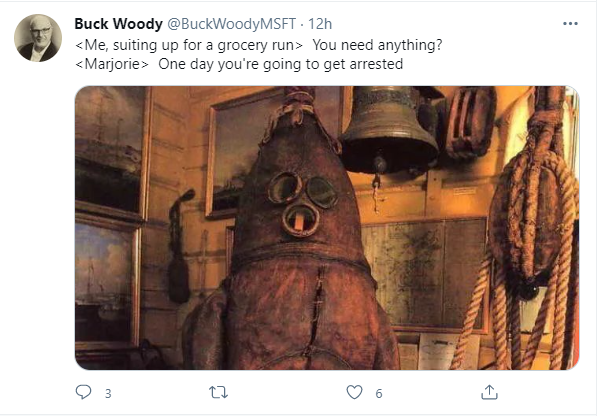 Buck Woody @BuckWoodyMSFT · 12h
<Me, suiting up for a grocery run>  You need anything?
<Marjorie>  One day you're going to get arrested
3
6